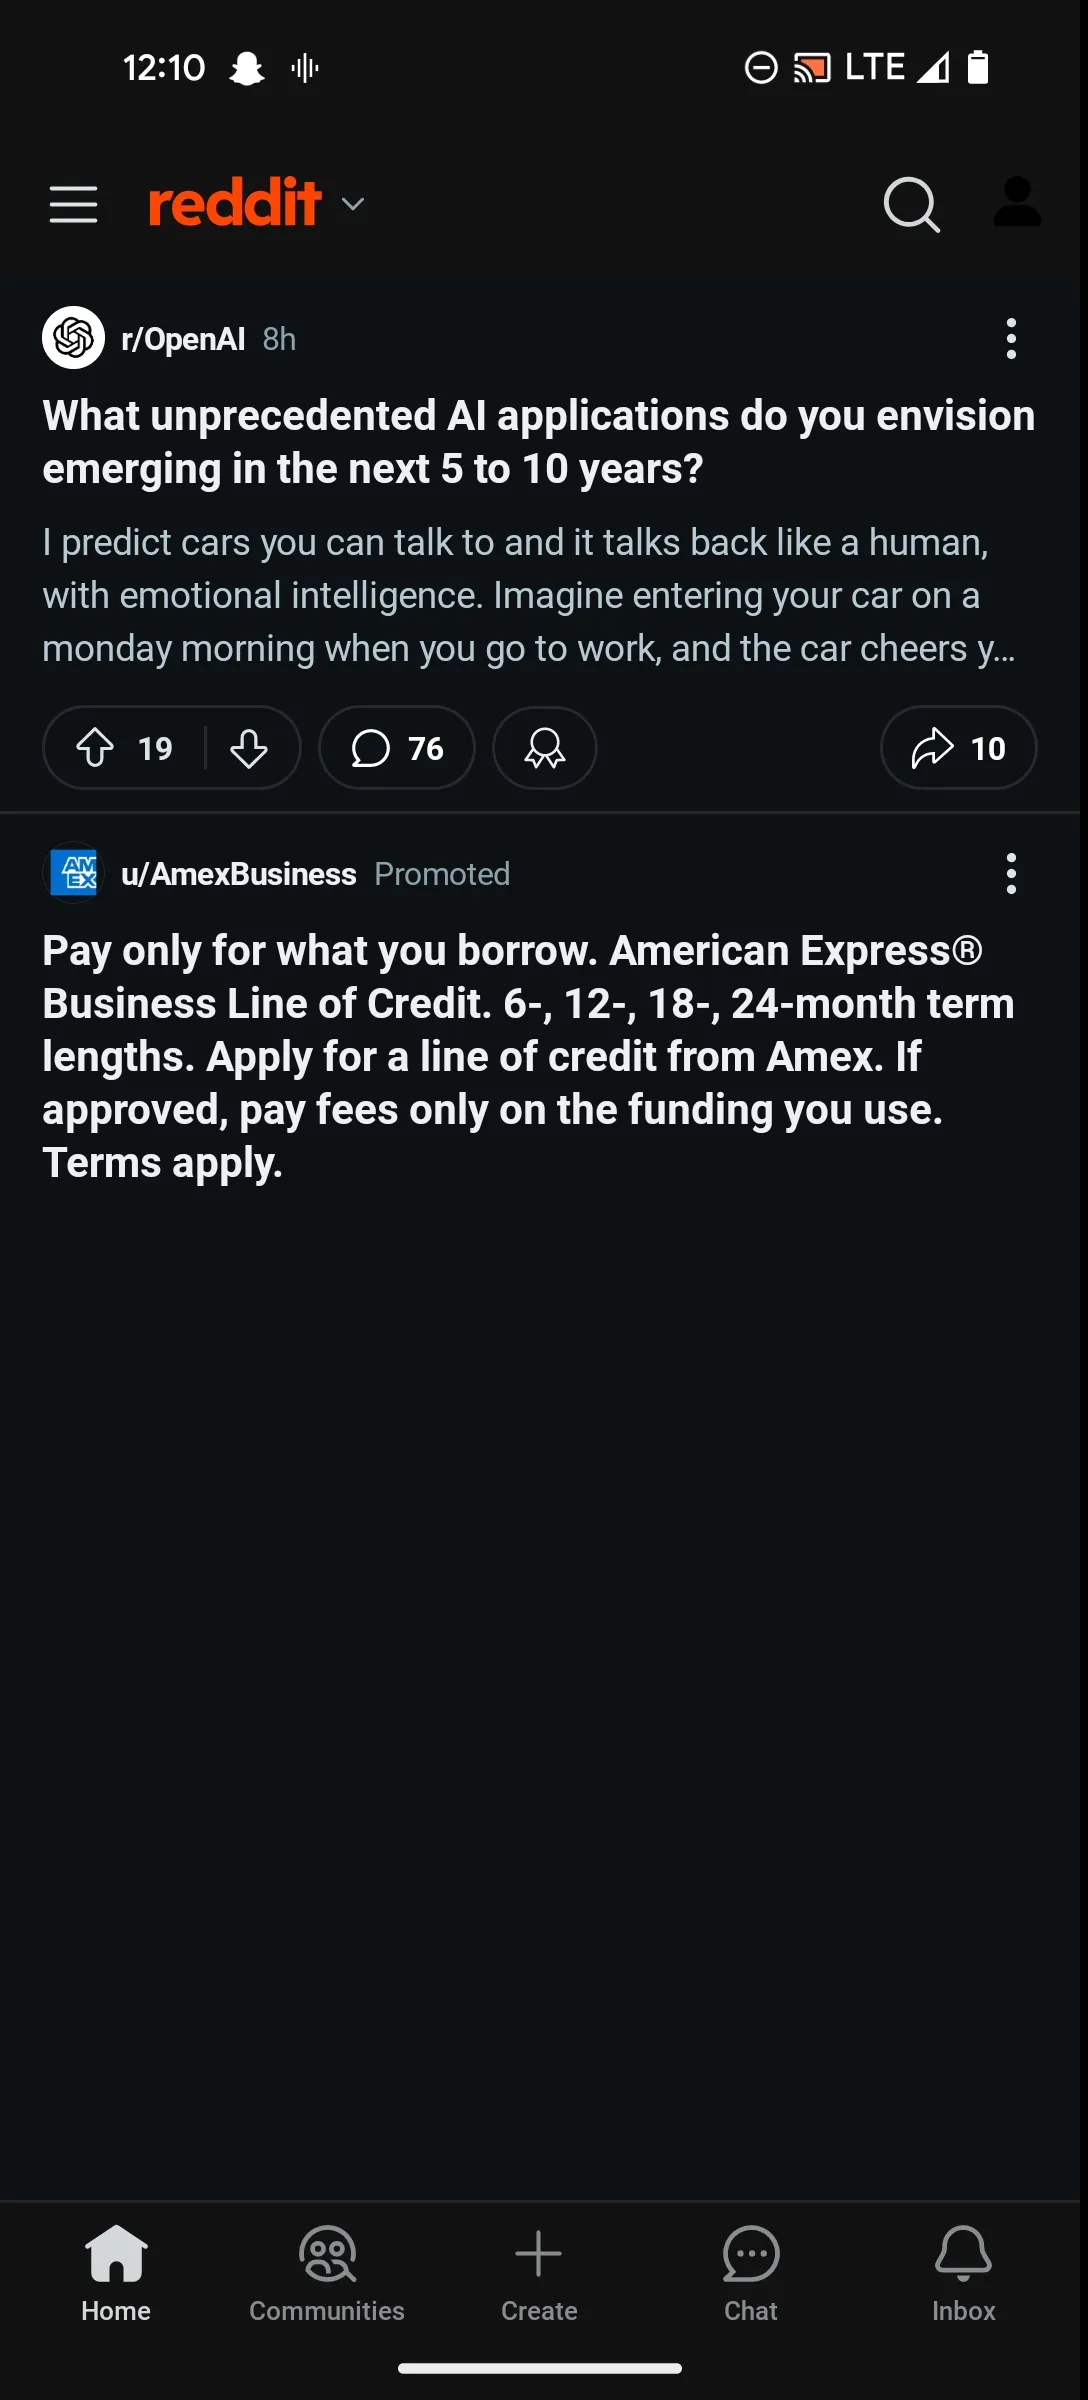 12:10
LTE
reddit
r/OpenAI 8h
What unprecedented AI applications do you envision
emerging in the next 5 to 10 years?
I predict cars you can talk to and it talks back like a human,
with emotional intelligence. Imagine entering your car on a
monday morning when you go to work, and the car cheers y...
19 76 10
AM
EX
u/AmexBusiness Promoted
Pay only for what you borrow. American Express®
Business Line of Credit. 6-, 12-, 18-, 24-month term
lengths. Apply for a line of credit from Amex. If
approved, pay fees only on the funding you use.
Terms apply.
Home Communities Create Chat Inbox